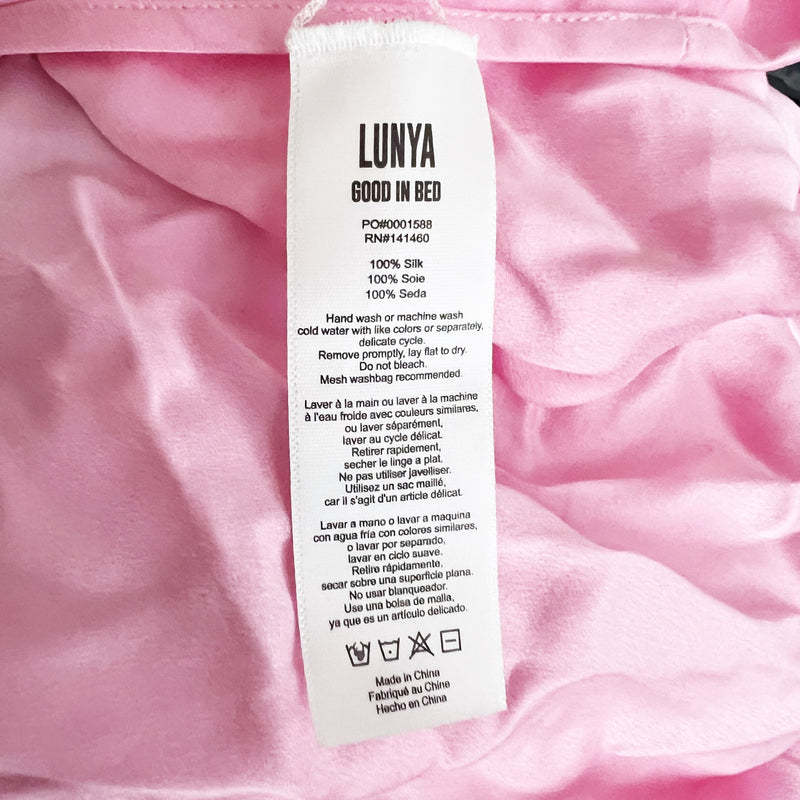 LUNYA
GOOD IN BED
PO#0001588
RN#141460
100% Silk
100% Soie
100% Seda
Hand wash or machine wash
cold water with like colors or separately,
delicate cycle.
Remove promptly, lay flat to dry.
Do not bleach.
Mesh washbag recommended.
Laver à la main ou laver à la machine
à l'eau froide avec couleurs similares,
ou laver séparément,
laver au cycle délicat.
Retirer rapidement,
secher le linge a plat.
Ne pas utiliser javelliser.
Utilisez un sac maillé,
car il s'agit d'un article délicat.
Lavar a mano o lavar a maquina
con agua fría con colores similares,
o lavar por separado,
lavar en ciclo suave.
Retire rápidamente,
secar sobre una superficie plana.
No usar blanqueador.
Use una bolsa de malla,
ya que es un artículo delicado.
Made in China
Fabriqué au Chine
Hecho en China